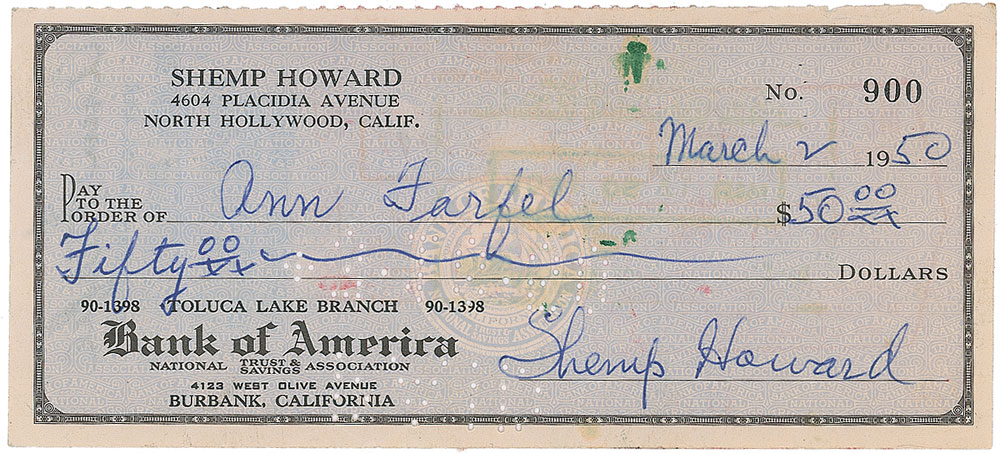 SHEMP HOWARD
4604 PLACIDIA AVENUE
NORTH HOLLYWOOD, CALIF.
No. 900
March 2 1950
PAY TO THE ORDER OF Ann Farfel $50 00/xx
Fifty 00/xx DOLLARS
90-1398 TOLUCA LAKE BRANCH 90-1398
Bank of America
NATIONAL TRUST & SAVINGS ASSOCIATION
4123 WEST OLIVE AVENUE
BURBANK, CALIFORNIA
Shemp Howard